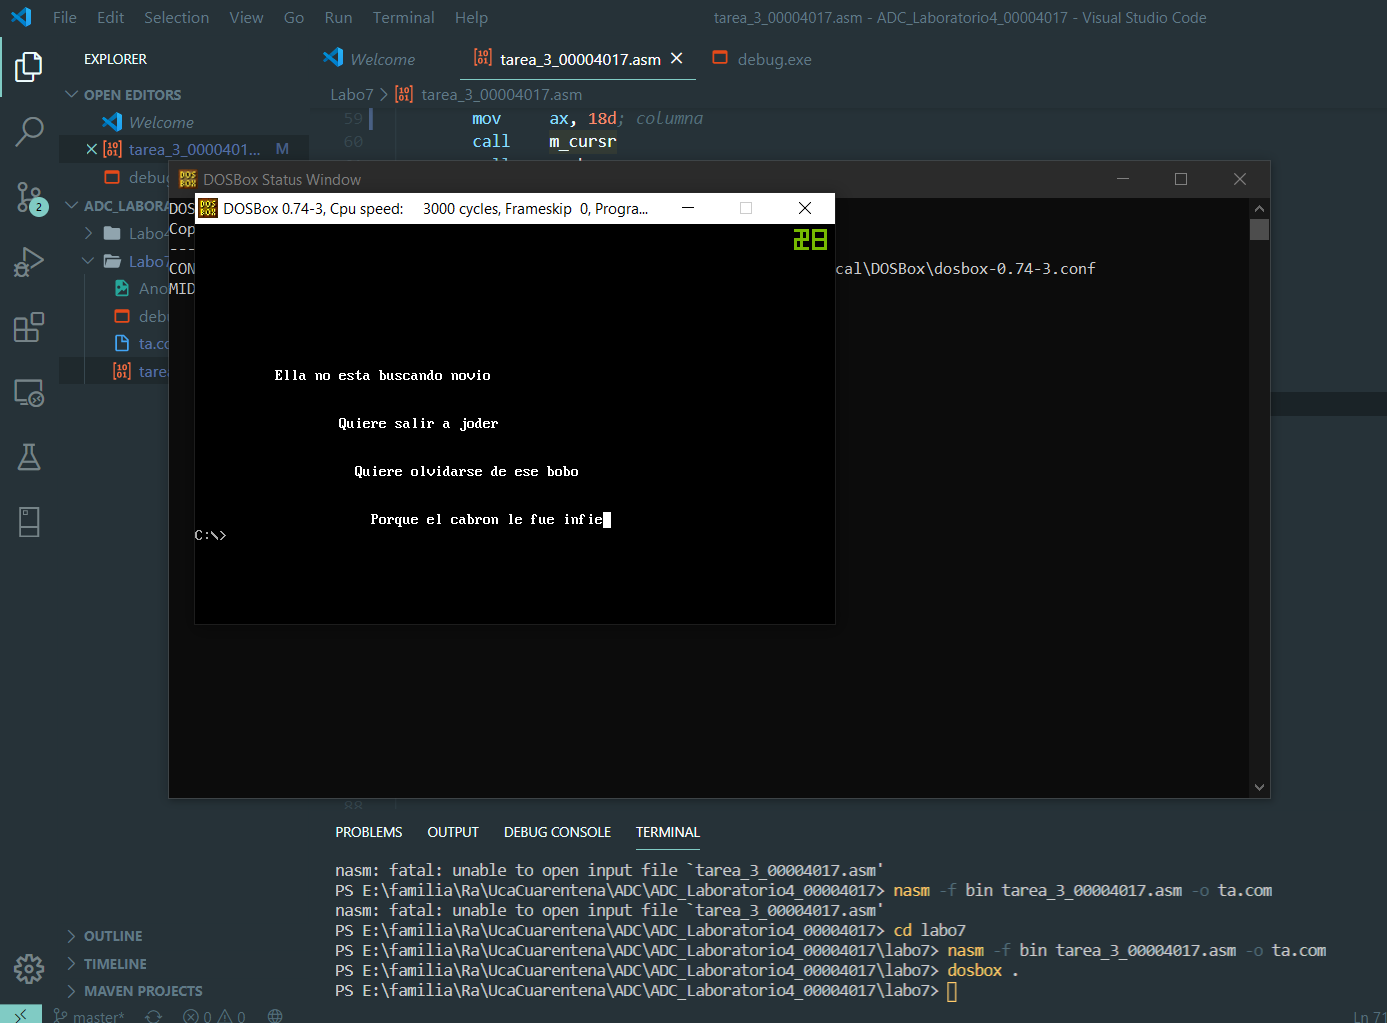 File Edit Selection View Go Run Terminal Help
tarea_3_00004017.asm - ADC_Laboratorio4_00004017 - Visual Studio Code
EXPLORER
Welcome
tarea_3_00004017.asm
debug.exe
OPEN EDITORS
Labo7 > tarea_3_00004017.asm
Welcome
59 mov ax, 18d; columna
60 call m_cursr
tarea_3_0000401... M
DOSBox Status Window
2
ADC_LABORA
DOSBox 0.74-3, Cpu speed: 3000 cycles, Frameskip 0, Progra...
DOS
Cop
---
28
CON
cal\DOSBox\dosbox-0.74-3.conf
Labo7
MID
ta.co
tarea
Ella no esta buscando novio
Quiere salir a joder
Quiere olvidarse de ese bobo
Porque el cabron le fue infie
C:\>
88
PROBLEMS OUTPUT DEBUG CONSOLE TERMINAL
nasm: fatal: unable to open input file `tarea_3_00004017.asm'
PS E:\familia\Ra\UcaCuarentena\ADC\ADC_Laboratorio4_00004017> nasm -f bin tarea_3_00004017.asm -o ta.com
nasm: fatal: unable to open input file `tarea_3_00004017.asm'
PS E:\familia\Ra\UcaCuarentena\ADC\ADC_Laboratorio4_00004017> cd labo7
PS E:\familia\Ra\UcaCuarentena\ADC\ADC_Laboratorio4_00004017\labo7> nasm -f bin tarea_3_00004017.asm -o ta.com
PS E:\familia\Ra\UcaCuarentena\ADC\ADC_Laboratorio4_00004017\labo7> dosbox .
PS E:\familia\Ra\UcaCuarentena\ADC\ADC_Laboratorio4_00004017\labo7>
OUTLINE
TIMELINE
MAVEN PROJECTS
master* 0 0
Ln 71